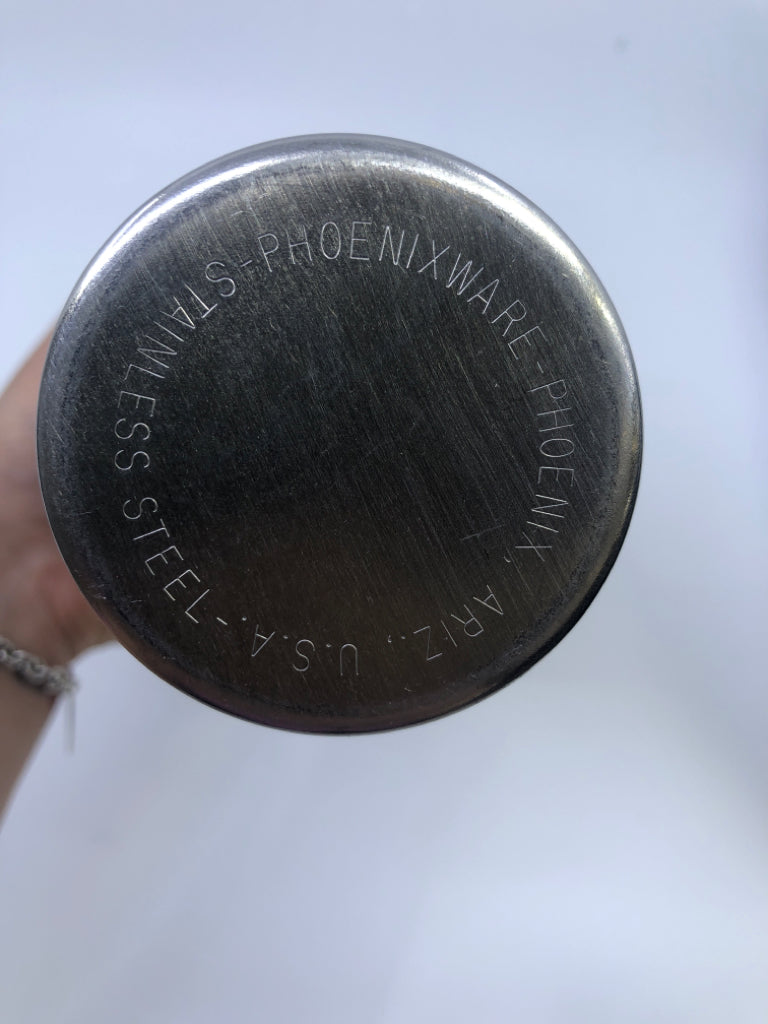 PHOENIXWARE-PHOENIX, ARIZ., U.S.A.-STAINLESS STEEL-